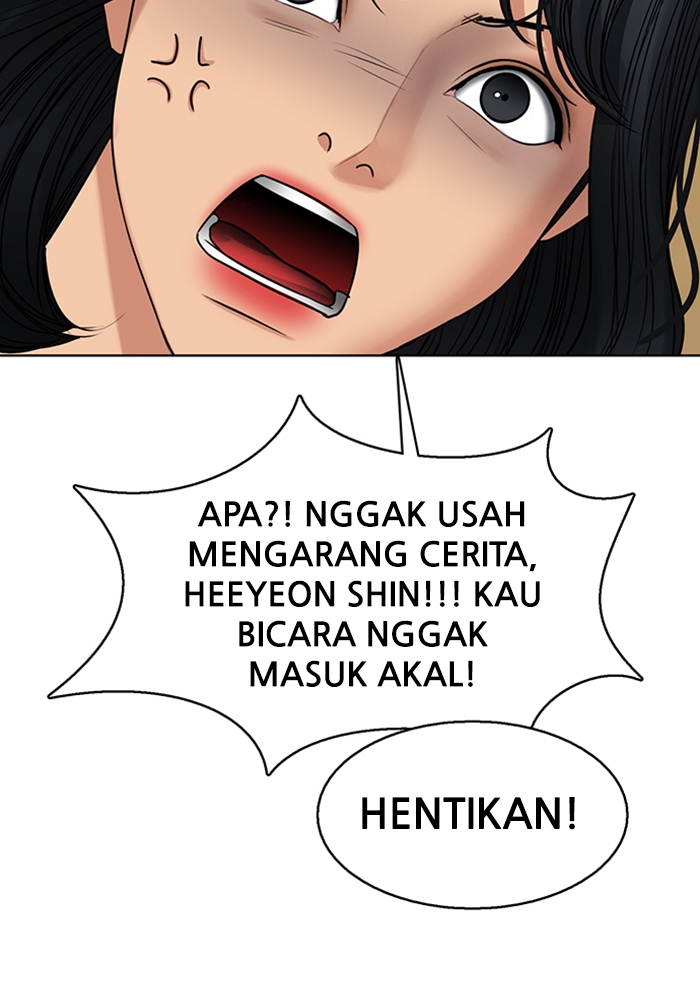 APA?! NGGAK USAH
MENGARANG CERITA,
HEEYEON SHIN!!! KAU
BICARA NGGAK
MASUK AKAL!
HENTIKAN!